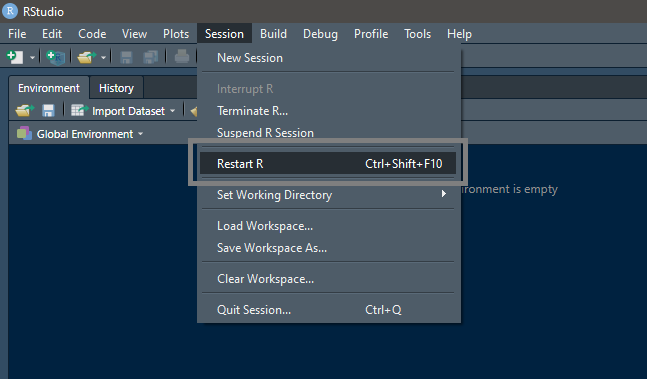 RStudio
File Edit Code View Plots Session Build Debug Profile Tools Help
New Session
Environment History
Interrupt R
Import Dataset
Terminate R...
Global Environment
Suspend R Session
Restart R Ctrl+Shift+F10
is empty
Set Working Directory
Load Workspace...
Save Workspace As...
Clear Workspace...
Quit Session... Ctrl+Q